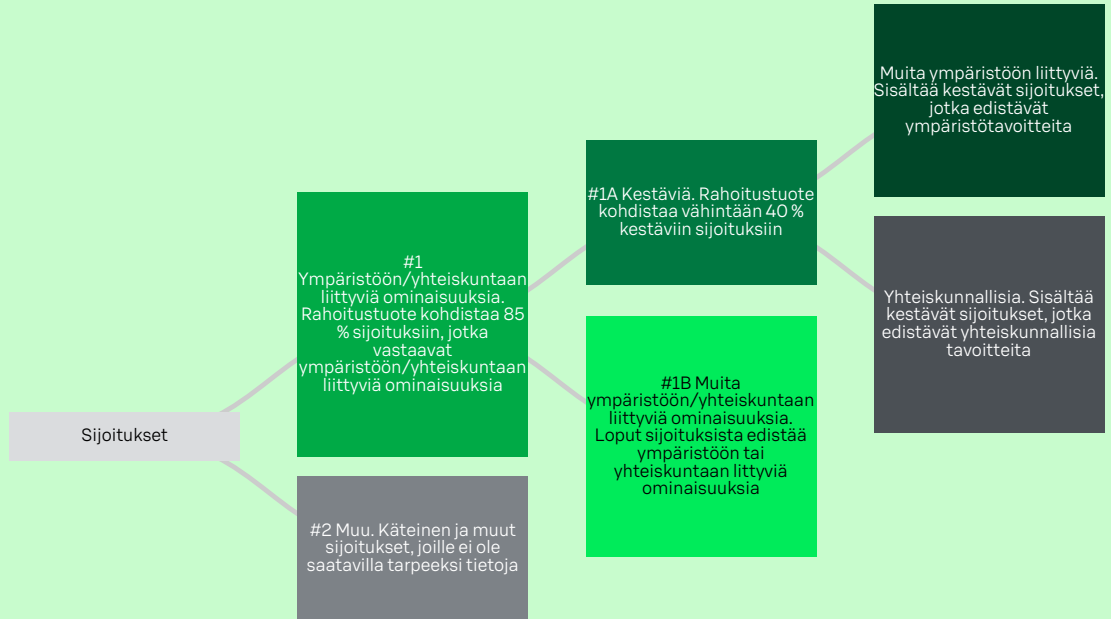 Sijoitukset
#1
Ympäristöön/yhteiskuntaan
liittyviä ominaisuuksia.
Rahoitustuote kohdistaa 85
% sijoituksiin, jotka
vastaavat
ympäristöön/yhteiskuntaan
liittyviä ominaisuuksia
#2 Muu. Käteinen ja muut
sijoitukset, joille ei ole
saatavilla tarpeeksi tietoja
#1A Kestäviä. Rahoitustuote
kohdistaa vähintään 40 %
kestäviin sijoituksiin
#1B Muita
ympäristöön/yhteiskuntaan
liittyviä ominaisuuksia.
Loput sijoituksista edistää
ympäristöön tai
yhteiskuntaan littyviä
ominaisuuksia
Muita ympäristöön liittyviä.
Sisältää kestävät sijoitukset,
jotka edistävät
ympäristötavoitteita
Yhteiskunnallisia. Sisältää
kestävät sijoitukset, jotka
edistävät yhteiskunnallisia
tavoitteita